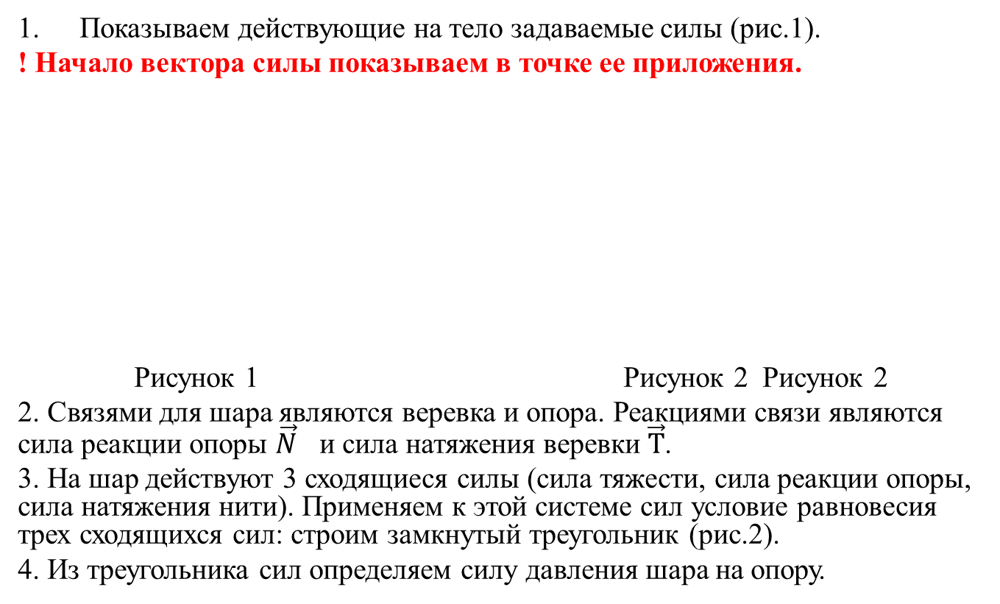 1. Показываем действующие на тело задаваемые силы (рис.1).
! Начало вектора силы показываем в точке ее приложения.
Рисунок 1 Рисунок 2 Рисунок 2
2. Связями для шара являются веревка и опора. Реакциями связи являются
сила реакции опоры N⃗ и сила натяжения веревки T⃗.
3. На шар действуют 3 сходящиеся силы (сила тяжести, сила реакции опоры,
сила натяжения нити). Применяем к этой системе сил условие равновесия
трех сходящихся сил: строим замкнутый треугольник (рис.2).
4. Из треугольника сил определяем силу давления шара на опору.